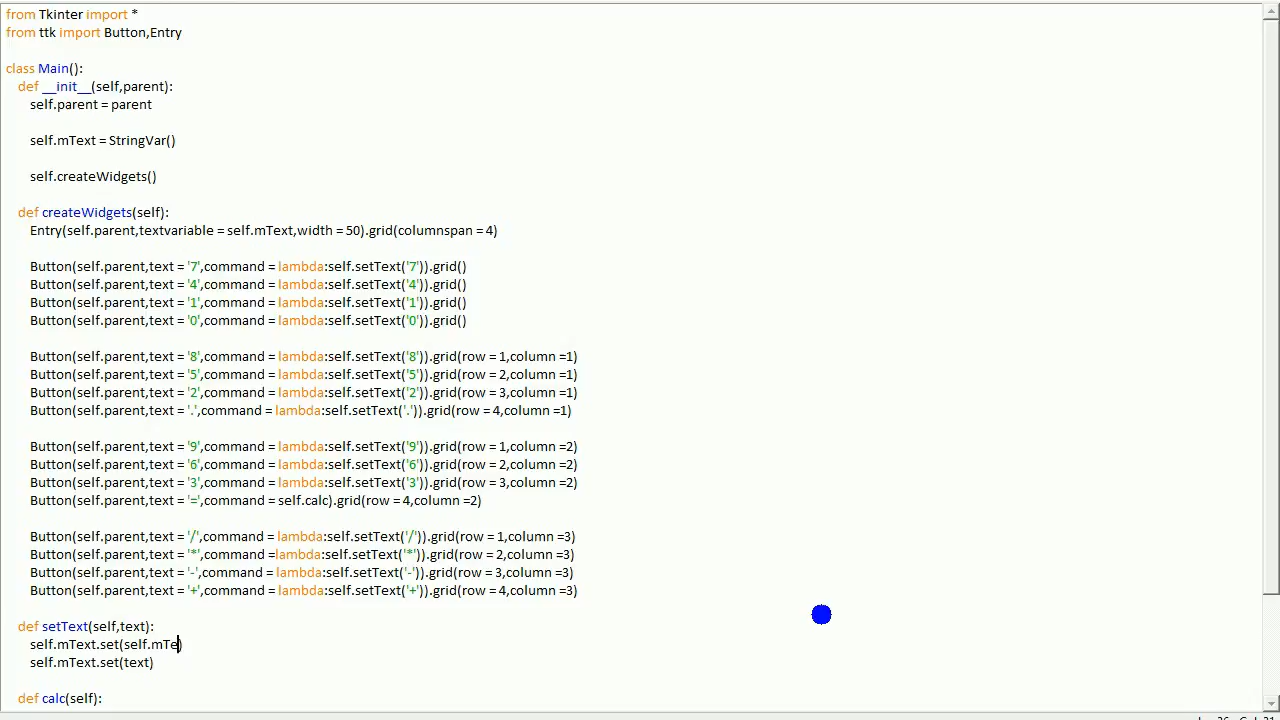 from Tkinter import *
from ttk import Button,Entry
class Main():
def __init__(self,parent):
self.parent = parent
self.mText = StringVar()
self.createWidgets()
def createWidgets(self):
Entry(self.parent,textvariable = self.mText,width = 50).grid(columnspan = 4)
Button(self.parent,text = '7',command = lambda:self.setText('7')).grid()
Button(self.parent,text = '4',command = lambda:self.setText('4')).grid()
Button(self.parent,text = '1',command = lambda:self.setText('1')).grid()
Button(self.parent,text = '0',command = lambda:self.setText('0')).grid()
Button(self.parent,text = '8',command = lambda:self.setText('8')).grid(row = 1,column =1)
Button(self.parent,text = '5',command = lambda:self.setText('5')).grid(row = 2,column =1)
Button(self.parent,text = '2',command = lambda:self.setText('2')).grid(row = 3,column =1)
Button(self.parent,text = '.',command = lambda:self.setText('.')).grid(row = 4,column =1)
Button(self.parent,text = '9',command = lambda:self.setText('9')).grid(row = 1,column =2)
Button(self.parent,text = '6',command = lambda:self.setText('6')).grid(row = 2,column =2)
Button(self.parent,text = '3',command = lambda:self.setText('3')).grid(row = 3,column =2)
Button(self.parent,text = '=',command = self.calc).grid(row = 4,column =2)
Button(self.parent,text = '/',command = lambda:self.setText('/')).grid(row = 1,column =3)
Button(self.parent,text = '*',command =lambda:self.setText('*')).grid(row = 2,column =3)
Button(self.parent,text = '-',command = lambda:self.setText('-')).grid(row = 3,column =3)
Button(self.parent,text = '+',command = lambda:self.setText('+')).grid(row = 4,column =3)
def setText(self,text):
self.mText.set(self.mTe)
self.mText.set(text)
def calc(self):